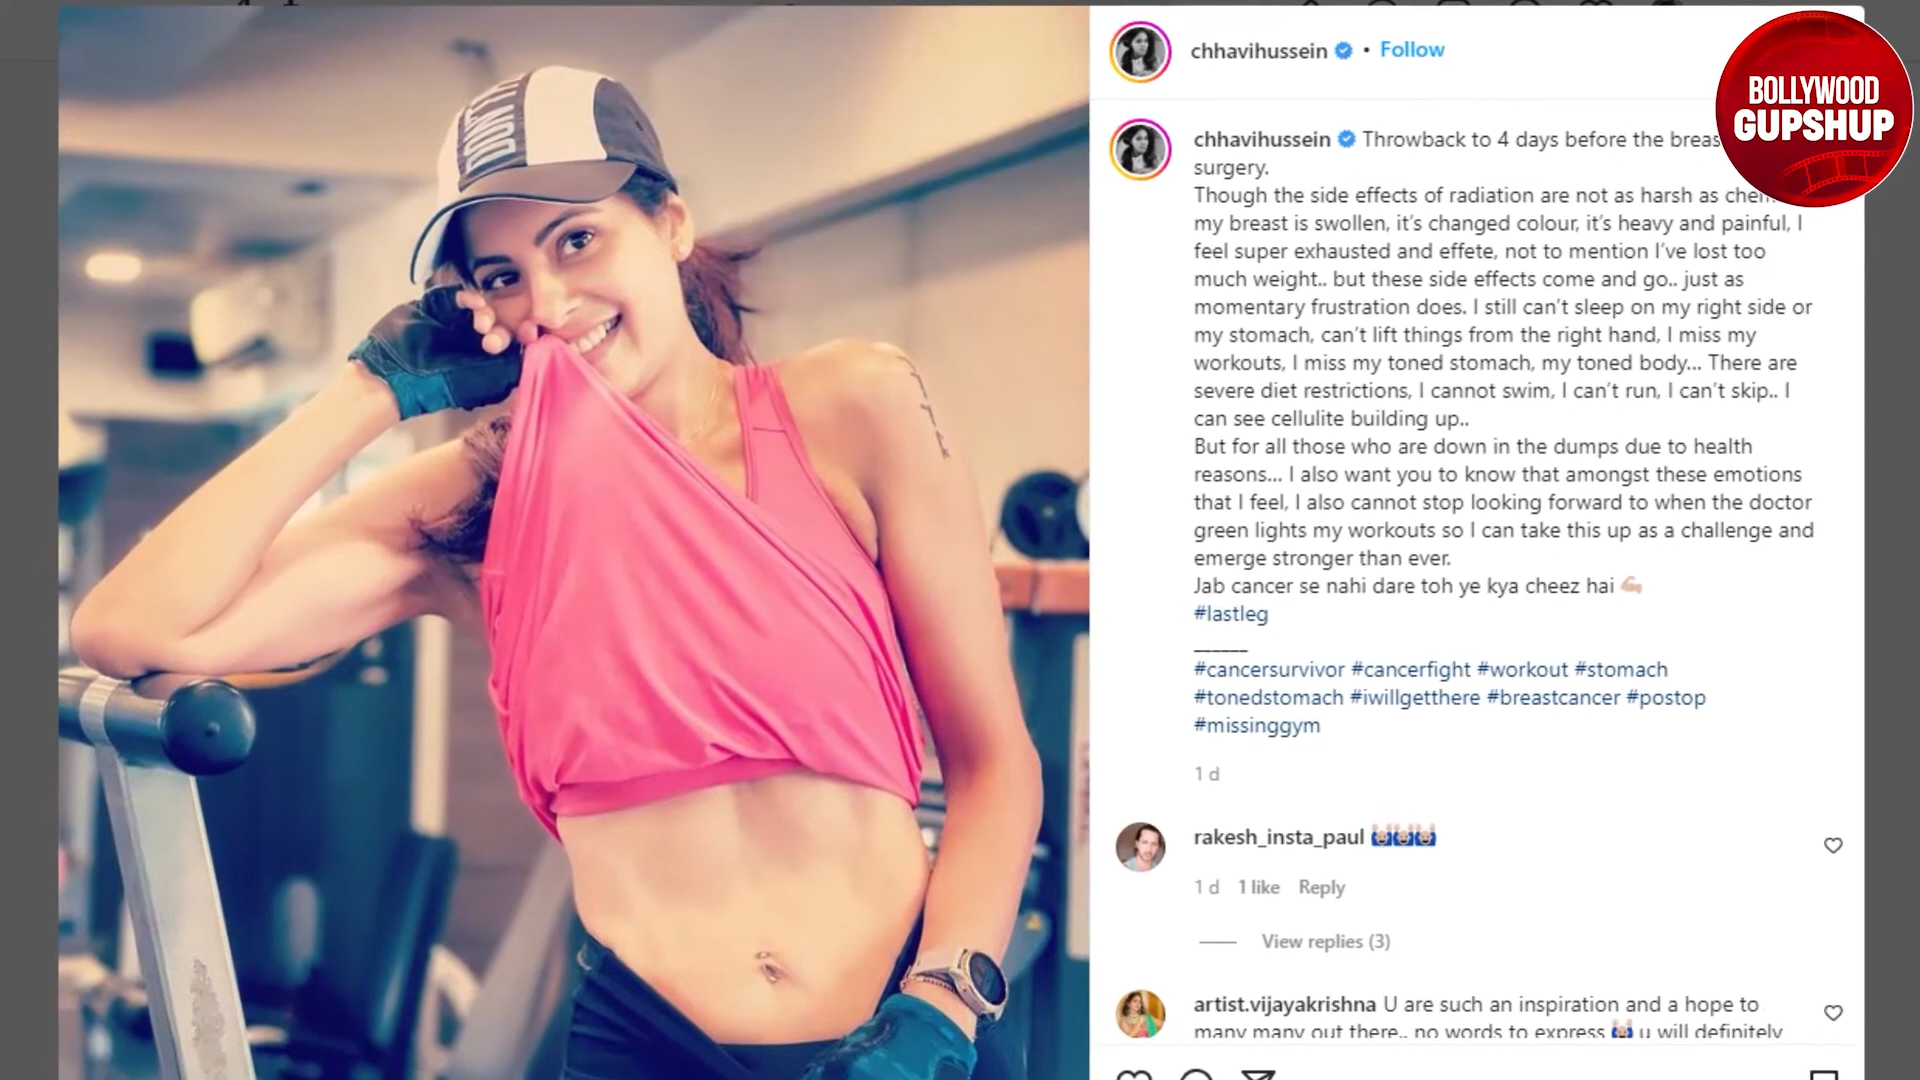 chhavihussein • Follow
BOLLYWOOD
GUPSHUP
chhavihussein Throwback to 4 days before the
surgery.
Though the side effects of radiation are not as harsh as
my breast is swollen, it's changed colour, it's heavy and painful, I
feel super exhausted and effete, not to mention I've lost too
much weight.. but these side effects come and go.. just as
momentary frustration does. I still can't sleep on my right side or
my stomach, can't lift things from the right hand, I miss my
workouts, I miss my toned stomach, my toned body... There are
severe diet restrictions, I cannot swim, I can't run, I can't skip.. I
can see cellulite building up..
But for all those who are down in the dumps due to health
reasons... I also want you to know that amongst these emotions
that I feel, I also cannot stop looking forward to when the doctor
green lights my workouts so I can take this up as a challenge and
emerge stronger than ever.
Jab cancer se nahi dare toh ye kya cheez hai 💪🏻
#lastleg
______
#cancersurvivor #cancerfight #workout #stomach
#tonedstomach #iwillgetthere #breastcancer #postop
#missinggym
1 d
rakesh_insta_paul 🙌🏼🙌🏼🙌🏼
1 d 1 like Reply
View replies (3)
artist.vijayakrishna U are such an inspiration and a hope to
many many out there.. no words to express 🙌🏼 u will definitely